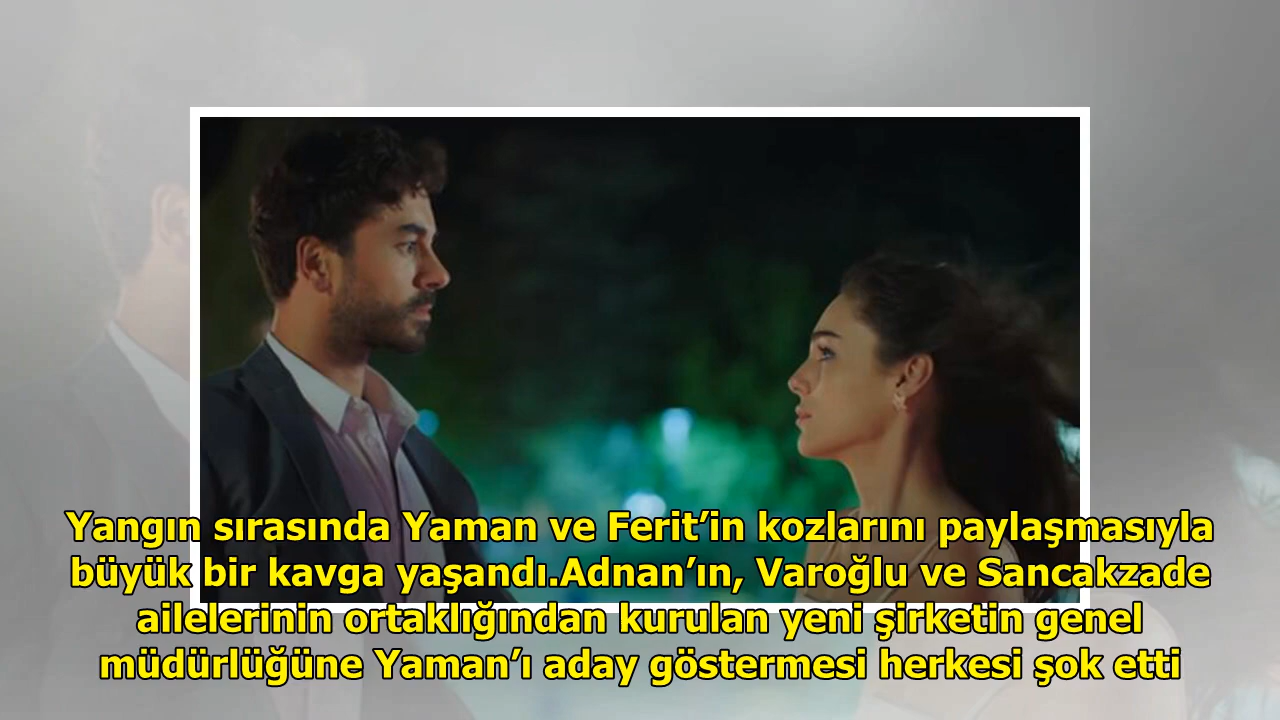 Yangın sırasında Yaman ve Ferit’in kozlarını paylaşmasıyla
büyük bir kavga yaşandı.Adnan’ın, Varoğlu ve Sancakzade
ailelerinin ortaklığından kurulan yeni şirketin genel
müdürlüğüne Yaman’ı aday göstermesi herkesi şok etti